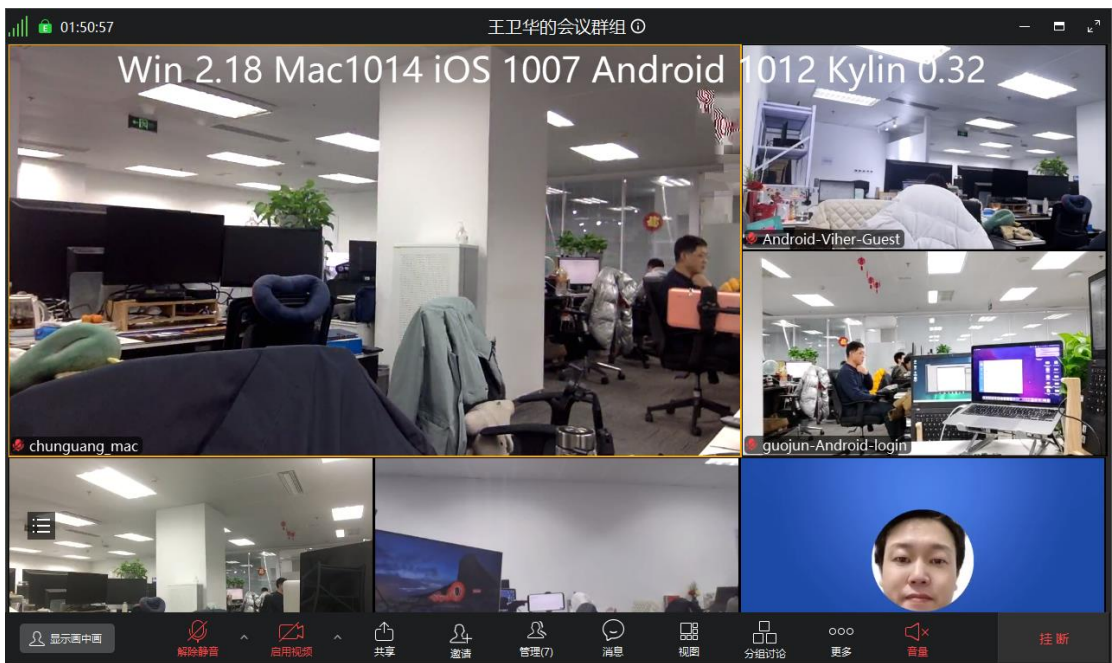 01:50:57
王卫华的会议群组
Win 2.18 Mac1014 iOS 1007 Android 1012 Kylin 0.32
Android-Viher-Guest
chunguang_mac
guojun-Android-login
显示画中画
解除静音
启用视频
共享
邀请
管理(7)
消息
视图
分组讨论
更多
音量
挂断